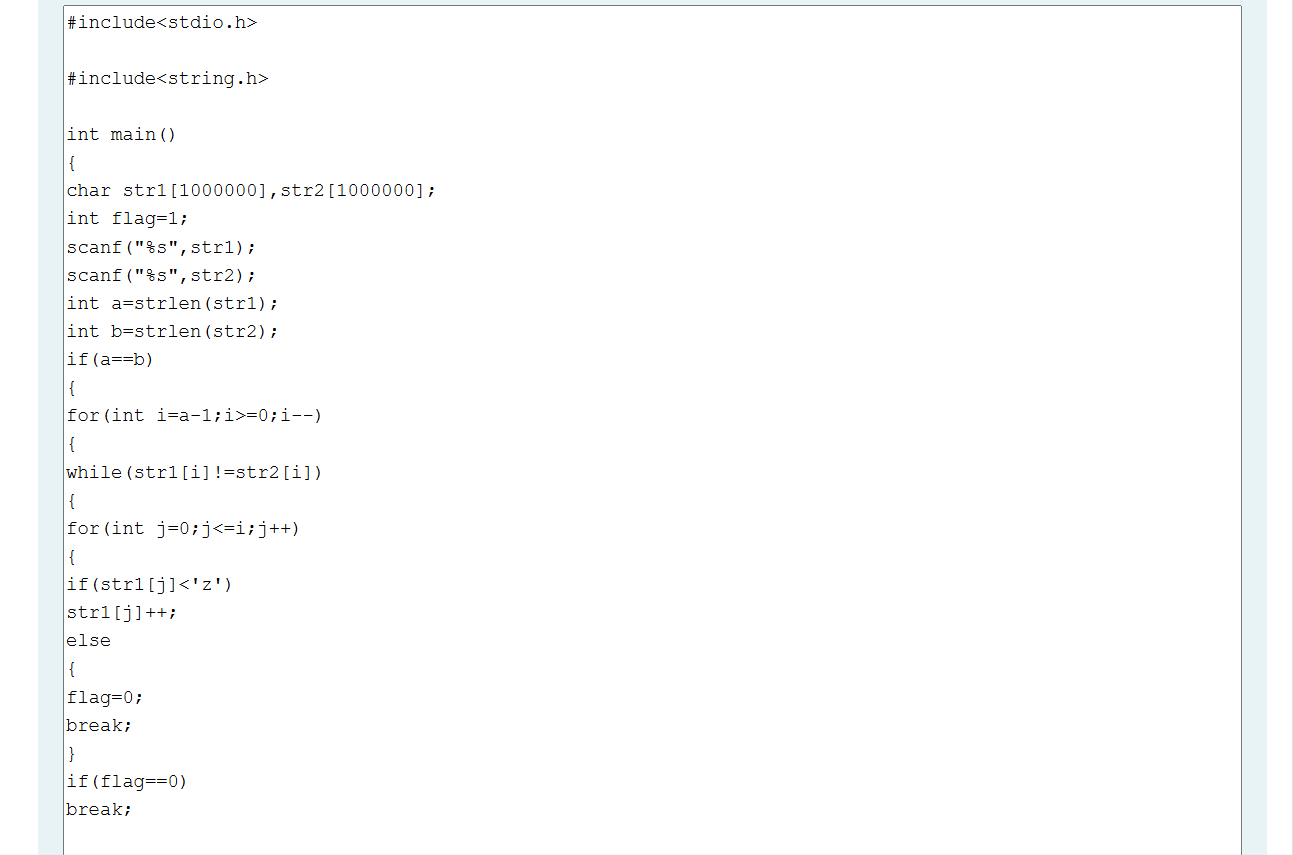 #include<stdio.h>
#include<string.h>
int main()
{
char str1[1000000],str2[1000000];
int flag=1;
scanf("%s",str1);
scanf("%s",str2);
int a=strlen(str1);
int b=strlen(str2);
if(a==b)
{
for(int i=a-1;i>=0;i--)
{
while(str1[i]!=str2[i])
{
for(int j=0;j<=i;j++)
{
if(str1[j]<'z')
str1[j]++;
else
{
flag=0;
break;
}
if(flag==0)
break;